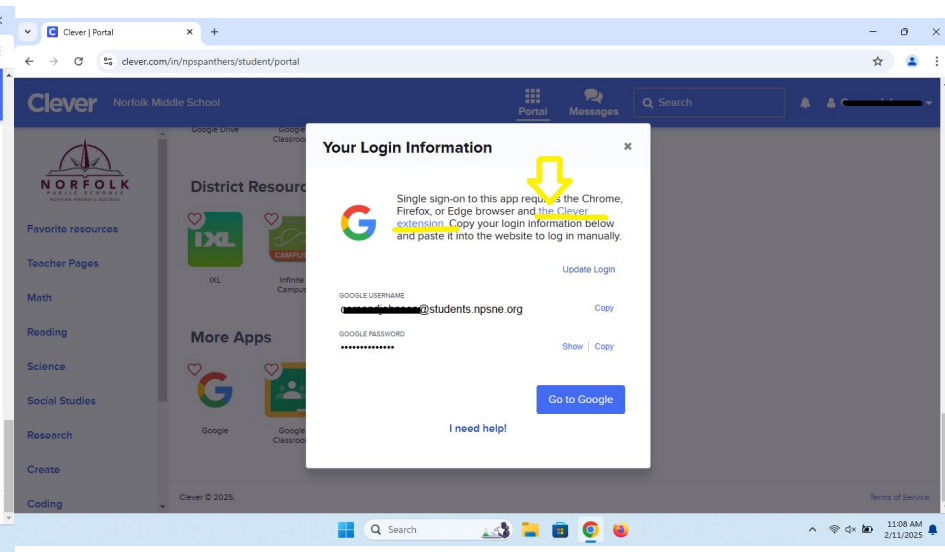 Clever | Portal
clever.com/in/npspanthers/student/portal
Clever Norfolk Middle School
Portal Messages
Search
NORFOLK
PUBLIC SCHOOLS
Favorite resources
Teacher Pages
Math
Reading
Science
Social Studies
Research
Create
Coding
Google Drive
Google
Classroo
District Resourc
IXL
CAMPU
IXL
Infinite
Campus
More Apps
Google
Google
Classroo
Your Login Information
Single sign-on to this app requires the Chrome,
Firefox, or Edge browser and the Clever
extension. Copy your login information below
and paste it into the website to log in manually.
Update Login
GOOGLE USERNAME
@students.npsne.org
Copy
GOOGLE PASSWORD
••••••••••••••
Show | Copy
Go to Google
I need help!
Clever © 2025.
Terms of Service
Search
11:08 AM
2/11/2025